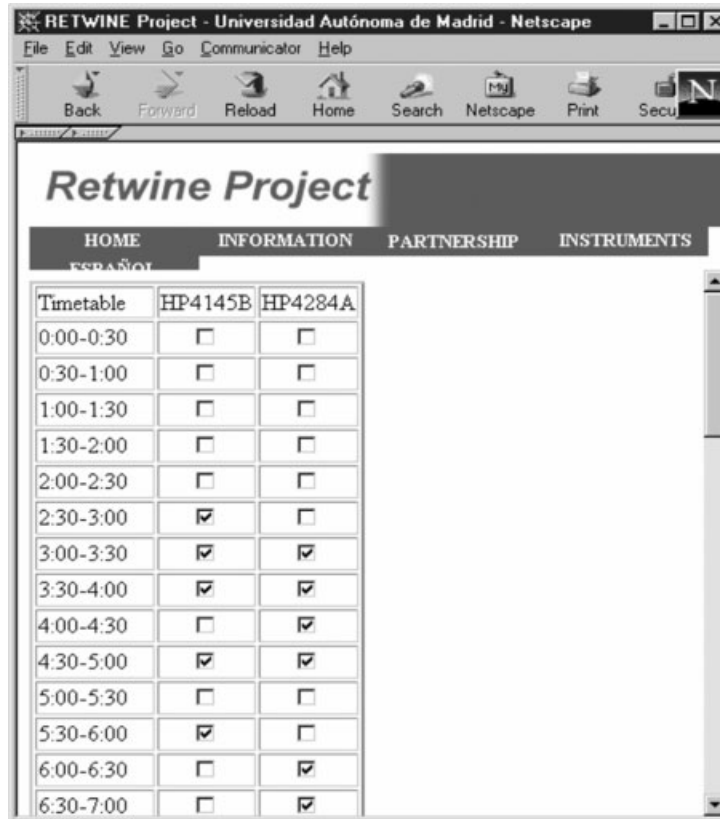 RETWINE Project - Universidad Autónoma de Madrid - Netscape
File Edit View Go Communicator Help
Back Forward Reload Home Search Netscape Print Secu
My N
Retwine Project
HOME INFORMATION PARTNERSHIP INSTRUMENTS
ESPAÑOL
Timetable HP4145B HP4284A
0:00-0:30
0:30-1:00
1:00-1:30
1:30-2:00
2:00-2:30
2:30-3:00
3:00-3:30
3:30-4:00
4:00-4:30
4:30-5:00
5:00-5:30
5:30-6:00
6:00-6:30
6:30-7:00